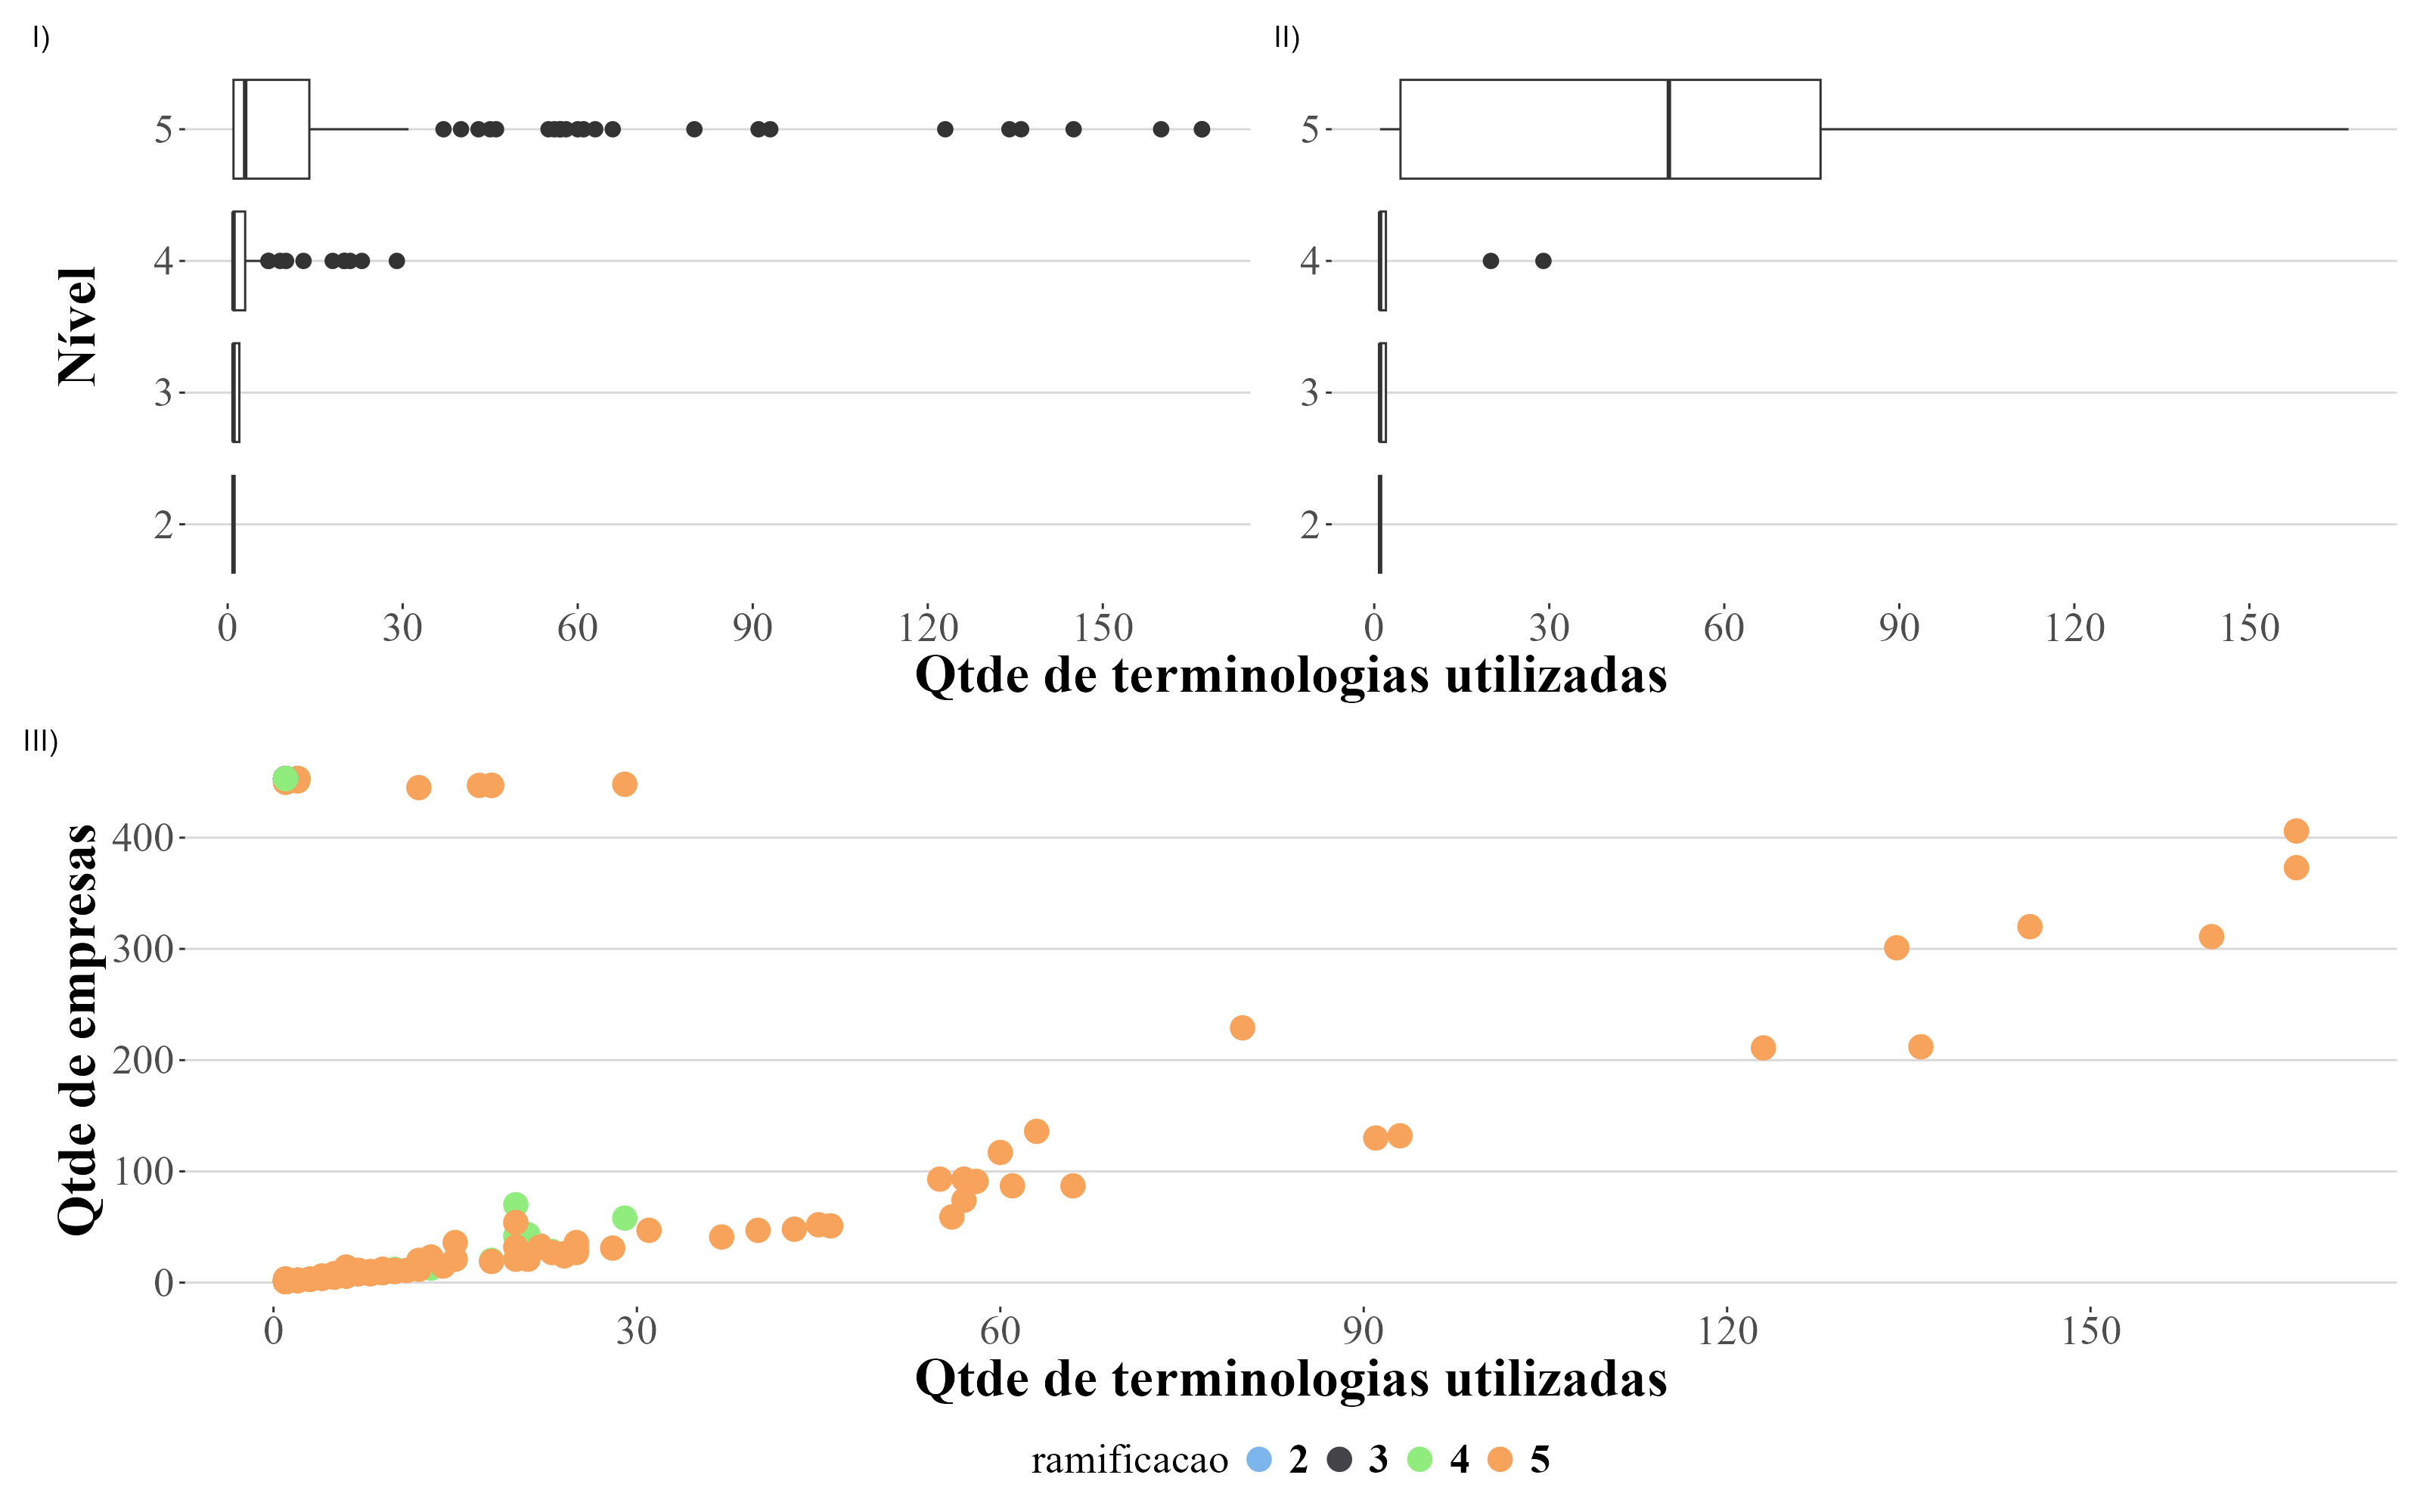 I)
II)
Nível
5
4
3
2
5
4
3
2
0 30 60 90 120 150
0 30 60 90 120 150
Qtde de terminologias utilizadas
III)
Qtde de empresas
400
300
200
100
0
0 30 60 90 120 150
Qtde de terminologias utilizadas
ramificacao 2 3 4 5